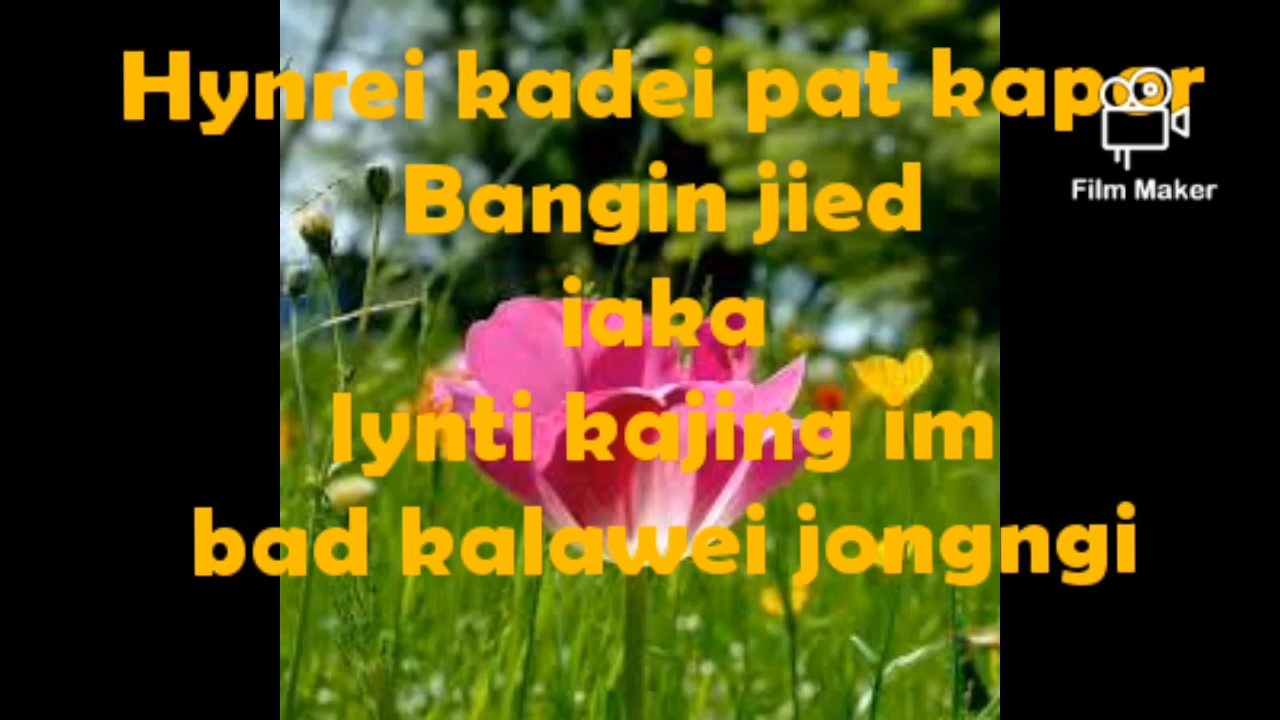 Hynrei kadei pat kapor
Bangin jied
iaka
lynti kajing im
bad kalawei jongngi
Film Maker